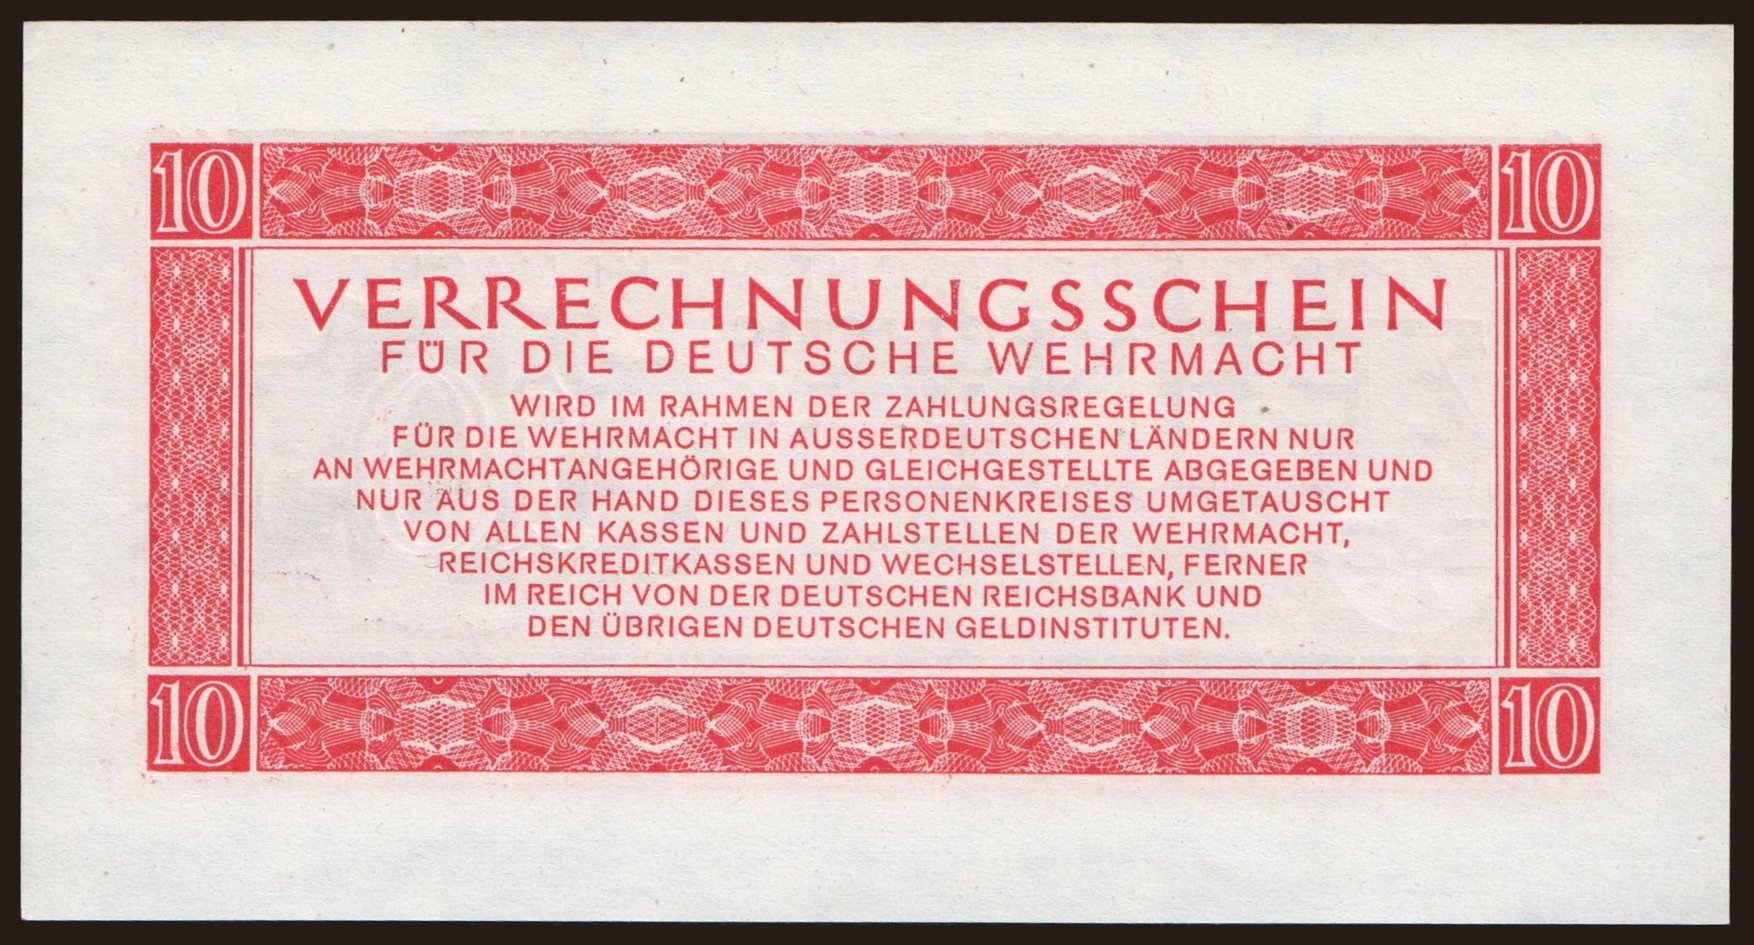 10 10
VERRECHNUNGSSCHEIN
FÜR DIE DEUTSCHE WEHRMACHT
WIRD IM RAHMEN DER ZAHLUNGSREGELUNG
FÜR DIE WEHRMACHT IN AUSSERDEUTSCHEN LÄNDERN NUR
AN WEHRMACHTANGEHÖRIGE UND GLEICHGESTELLTE ABGEGEBEN UND
NUR AUS DER HAND DIESES PERSONENKREISES UMGETAUSCHT
VON ALLEN KASSEN UND ZAHLSTELLEN DER WEHRMACHT,
REICHSKREDITKASSEN UND WECHSELSTELLEN, FERNER
IM REICH VON DER DEUTSCHEN REICHSBANK UND
DEN ÜBRIGEN DEUTSCHEN GELDINSTITUTEN.
10 10